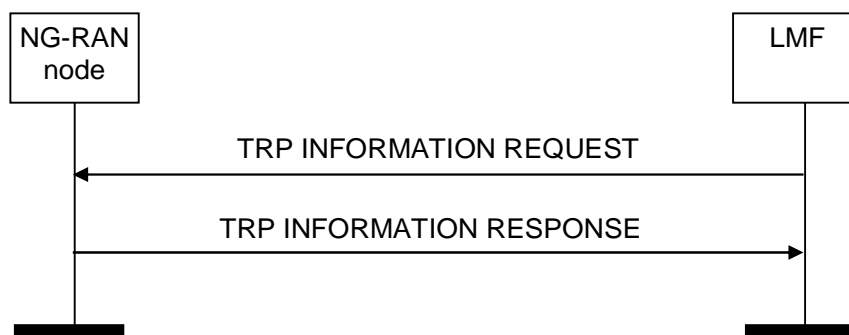 NG-RAN
node
LMF
TRP INFORMATION REQUEST
TRP INFORMATION RESPONSE